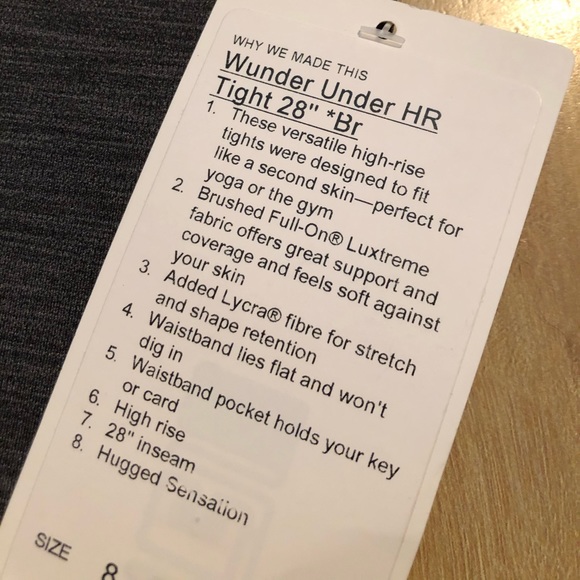 WHY WE MADE THIS
Wunder Under HR
Tight 28" *Br
1. These versatile high-rise
tights were designed to fit
like a second skin—perfect for
yoga or the gym
2. Brushed Full-On® Luxtreme
fabric offers great support and
coverage and feels soft against
your skin
3. Added Lycra® fibre for stretch
and shape retention
4. Waistband lies flat and won't
dig in
5. Waistband pocket holds your key
or card
6. High rise
7. 28" inseam
8. Hugged Sensation
SIZE 8